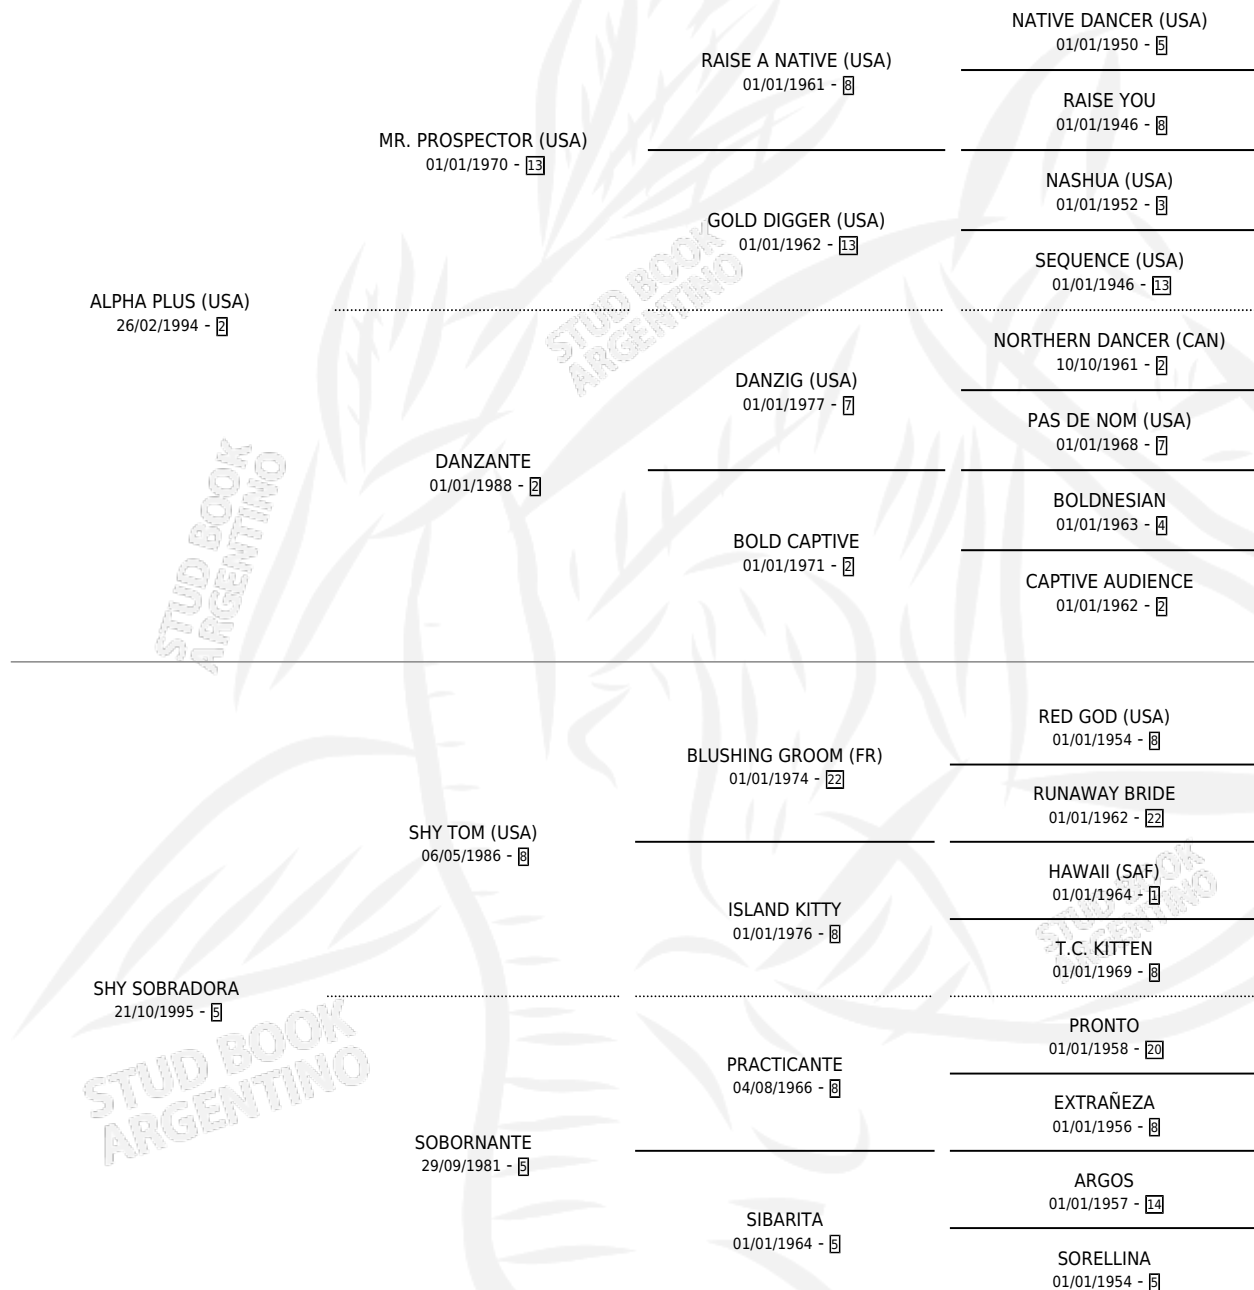 NATIVE DANCER (USA)
01/01/1950 - 5
RAISE A NATIVE (USA)
01/01/1961 - 8
RAISE YOU
01/01/1946 - 8
MR. PROSPECTOR (USA)
01/01/1970 - 13
NASHUA (USA)
01/01/1952 - 3
GOLD DIGGER (USA)
01/01/1962 - 13
SEQUENCE (USA)
01/01/1946 - 13
ALPHA PLUS (USA)
26/02/1994 - 2
NORTHERN DANCER (CAN)
10/10/1961 - 2
DANZIG (USA)
01/01/1977 - 7
PAS DE NOM (USA)
01/01/1968 - 7
DANZANTE
01/01/1988 - 2
BOLDNESIAN
01/01/1963 - 4
BOLD CAPTIVE
01/01/1971 - 2
CAPTIVE AUDIENCE
01/01/1962 - 2
RED GOD (USA)
01/01/1954 - 8
BLUSHING GROOM (FR)
01/01/1974 - 22
RUNAWAY BRIDE
01/01/1962 - 22
SHY TOM (USA)
06/05/1986 - 8
HAWAII (SAF)
01/01/1964 - 1
ISLAND KITTY
01/01/1976 - 8
T.C. KITTEN
01/01/1969 - 8
SHY SOBRADORA
21/10/1995 - 5
PRONTO
01/01/1958 - 20
PRACTICANTE
04/08/1966 - 8
EXTRAÑEZA
01/01/1956 - 8
SOBORNANTE
29/09/1981 - 5
ARGOS
01/01/1957 - 14
SIBARITA
01/01/1964 - 5
SORELLINA
01/01/1954 - 5
STUD BOOK
ARGENTINO
STUD BOOK
ARGENTINO
STUD BOOK
ARGENTINO
STUD BOOK
ARGENTINO